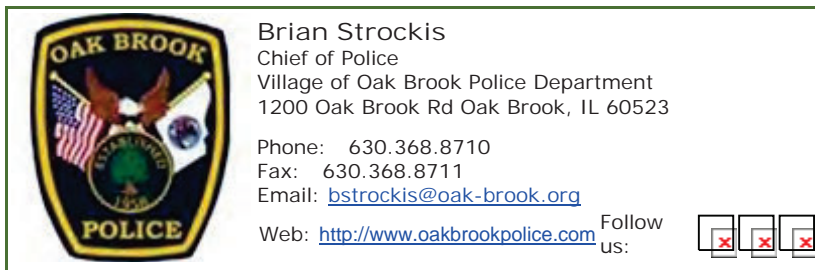 OAK BROOK
ESTABLISHED
1958
POLICE
Brian Strockis
Chief of Police
Village of Oak Brook Police Department
1200 Oak Brook Rd Oak Brook, IL 60523
Phone: 630.368.8710
Fax: 630.368.8711
Email: bstrockis@oak-brook.org
Web: http://www.oakbrookpolice.com Follow us: